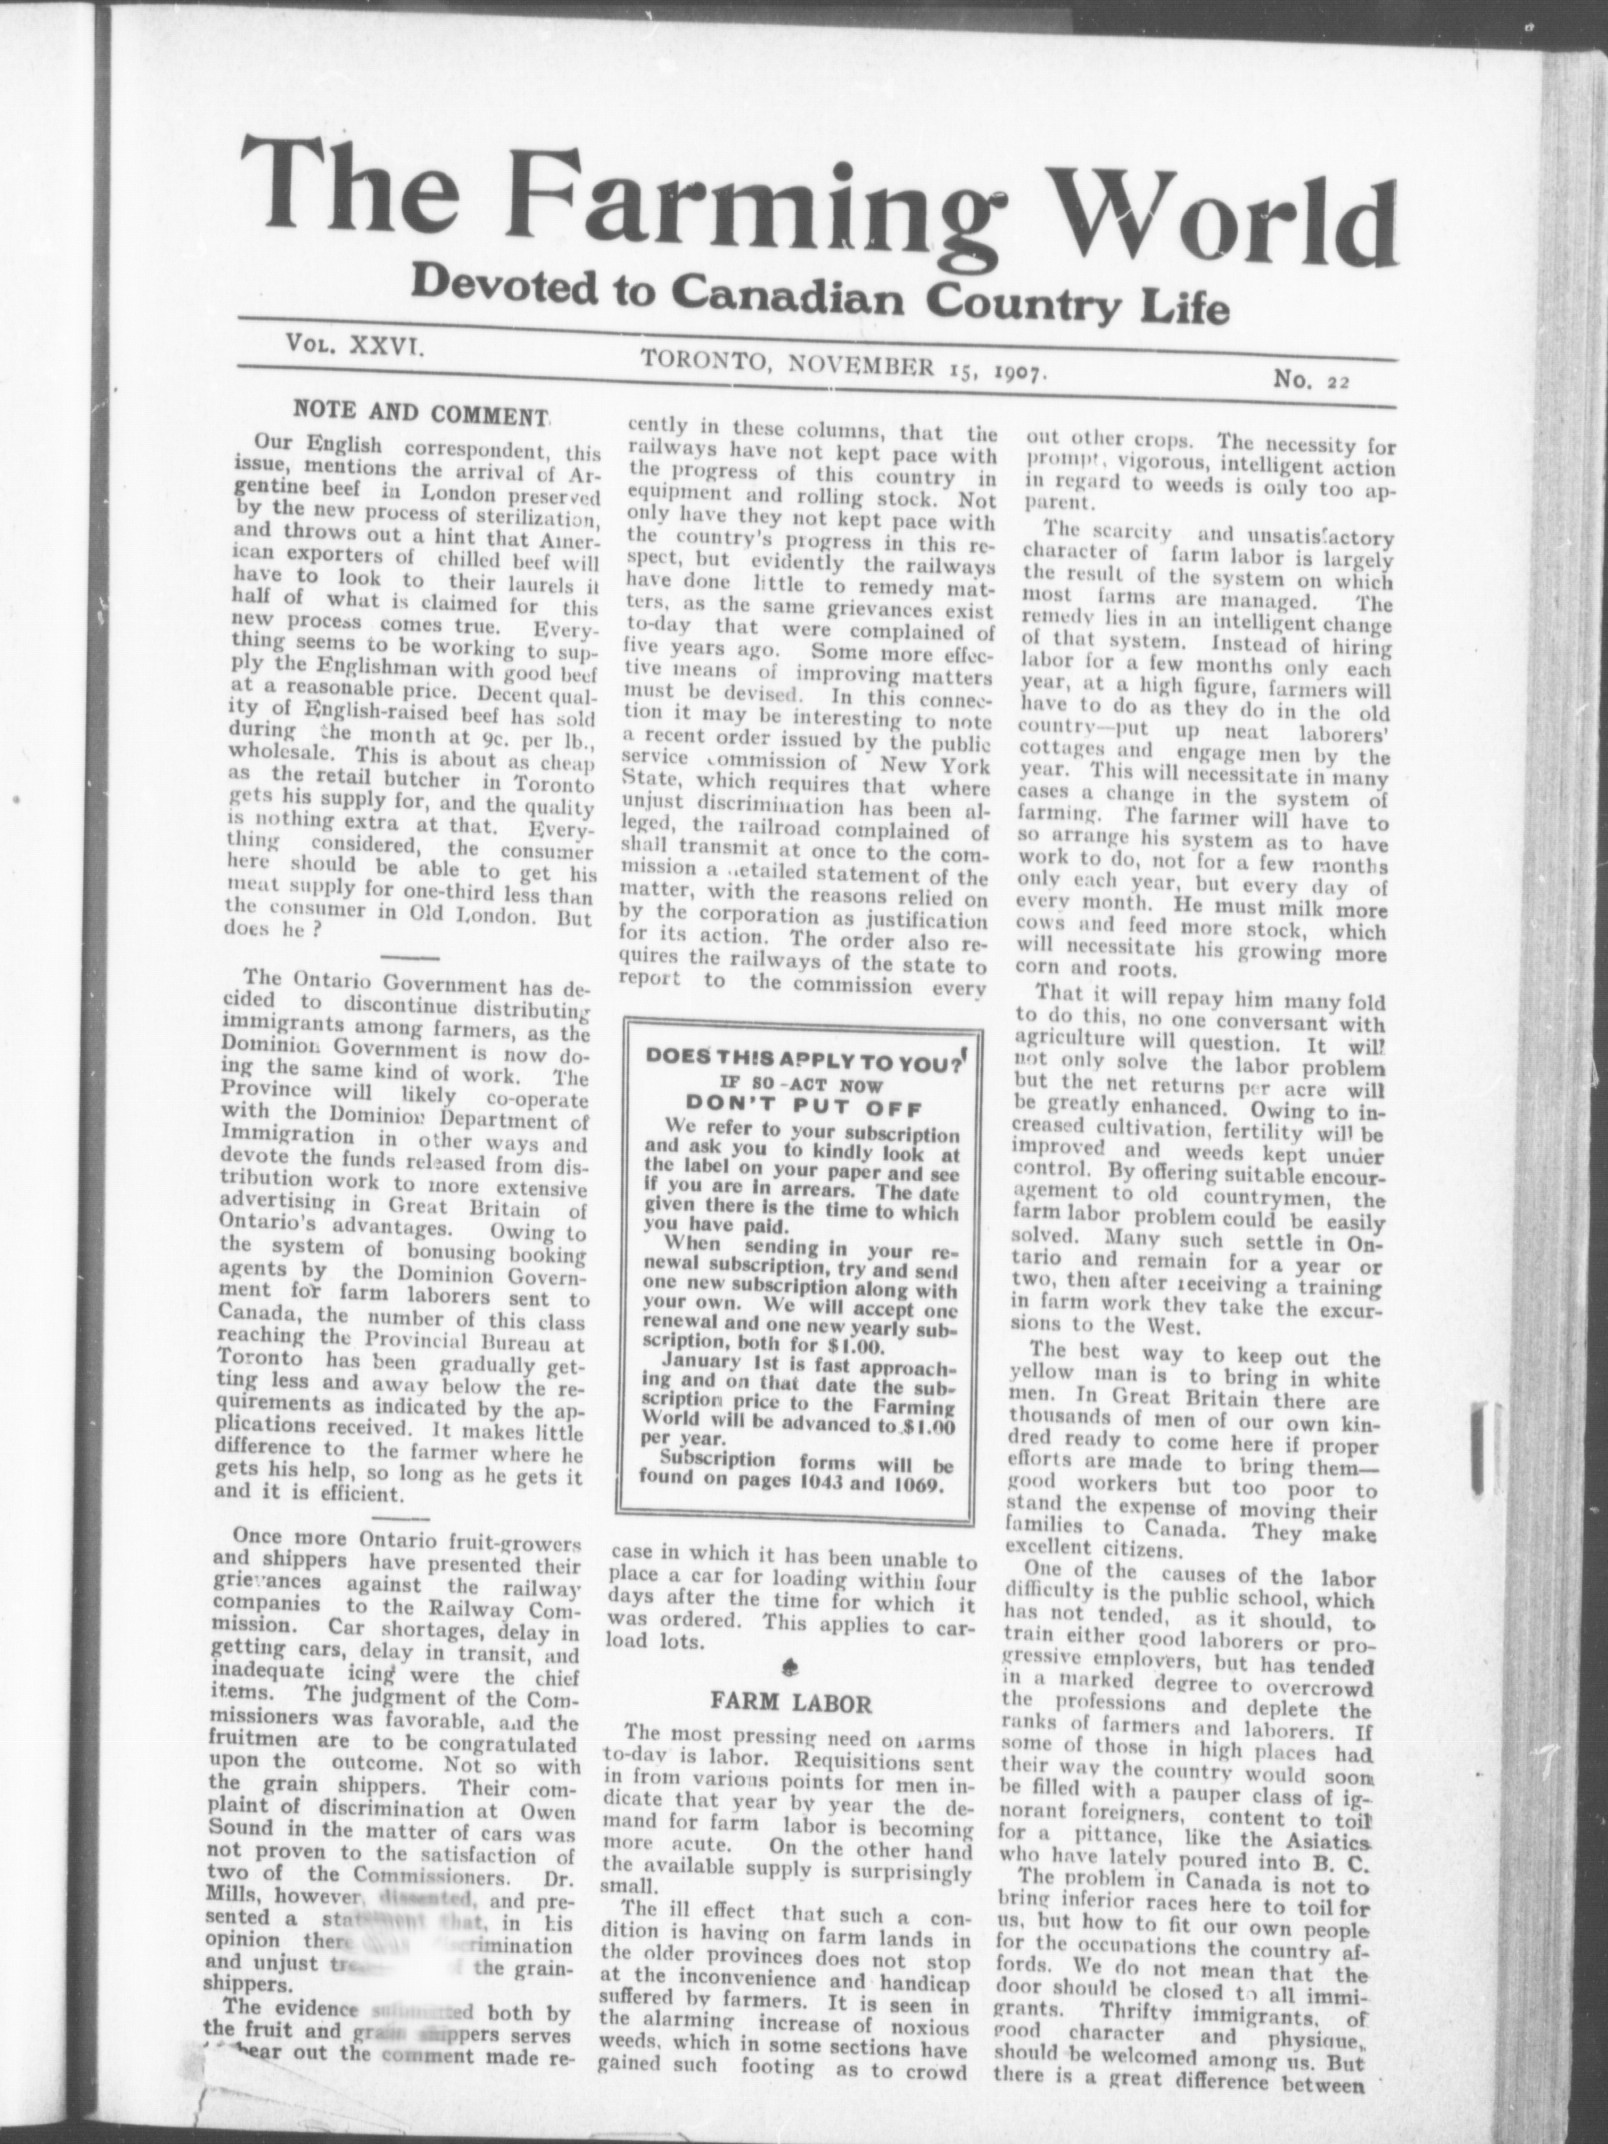 The Farming World
Devoted to Canadian Country Life
VOL. XXVI.
TORONTO, NOVEMBER 15, 1907.
No. 22
NOTE AND COMMENT.
Our English correspondent, this
issue, mentions the arrival of Ar-
gentine beef in London preserved
by the new process of sterilization,
and throws out a hint that Amer-
ican exporters of chilled beef will
have to look to their laurels it
half of what is claimed for this
new process comes true. Every-
thing seems to be working to sup-
ply the Englishman with good beef
at a reasonable price. Decent qual-
ity of English-raised beef has sold
during the month at 9c. per lb.,
wholesale. This is about as cheap
as the retail butcher in Toronto
gets his supply for, and the quality
is nothing extra at that. Every-
thing considered, the consumer
here should be able to get his
meat supply for one-third less than
the consumer in Old London. But
does he?
The Ontario Government has de-
cided to discontinue distributing
immigrants among farmers, as the
Dominion Government is now do-
ing the same kind of work. The
Province will likely co-operate
with the Dominion Department of
Immigration in other ways and
devote the funds released from dis-
tribution work to more extensive
advertising in Great Britain of
Ontario's advantages. Owing to
the system of bonusing booking
agents by the Dominion Govern-
ment for farm laborers sent to
Canada, the number of this class
reaching the Provincial Bureau at
Toronto has been gradually get-
ting less and away below the re-
quirements as indicated by the ap-
plications received. It makes little
difference to the farmer where he
gets his help, so long as he gets it
and it is efficient.
Once more Ontario fruit-growers
and shippers have presented their
grievances against the railway
companies to the Railway Com-
mission. Car shortages, delay in
getting cars, delay in transit, and
inadequate icing were the chief
items. The judgment of the Com-
missioners was favorable, and the
fruitmen are to be congratulated
upon the outcome. Not so with
the grain shippers. Their com-
plaint of discrimination at Owen
Sound in the matter of cars was
not proven to the satisfaction of
two of the Commissioners. Dr.
Mills, however, dissented, and pre-
sented a statement that, in his
opinion there discrimination
and unjust the grain-
shippers.
The evidence submitted both by
the fruit and grain shippers serves
bear out the comment made re-
cently in these columns, that the
railways have not kept pace with
the progress of this country in
equipment and rolling stock. Not
only have they not kept pace with
the country's progress in this re-
spect, but evidently the railways
have done little to remedy mat-
ters, as the same grievances exist
to-day that were complained of
five years ago. Some more effec-
tive means of improving matters
must be devised. In this connec-
tion it may be interesting to note
a recent order issued by the public
service commission of New York
State, which requires that where
unjust discrimination has been al-
leged, the railroad complained of
shall transmit at once to the com-
mission a detailed statement of the
matter, with the reasons relied on
by the corporation as justification
for its action. The order also re-
quires the railways of the state to
report to the commission every
DOES THIS APPLY TO YOU?
IF SO-ACT NOW
DON'T PUT OFF
We refer to your subscription
and ask you to kindly look at
the label on your paper and see
if you are in arrears. The date
given there is the time to which
you have paid.
When sending in your re-
newal subscription, try and send
one new subscription along with
your own. We will accept one
renewal and one new yearly sub-
scription, both for $1.00.
January 1st is fast approach-
ing and on that date the sub-
scription price to the Farming
World will be advanced to $1.00
per year.
Subscription forms will be
found on pages 1043 and 1069.
case in which it has been unable to
place a car for loading within four
days after the time for which it
was ordered. This applies to car-
load lots.
FARM LABOR
The most pressing need on farms
to-day is labor. Requisitions sent
in from various points for men in-
dicate that year by year the de-
mand for farm labor is becoming
more acute. On the other hand
the available supply is surprisingly
small.
The ill effect that such a con-
dition is having on farm lands in
the older provinces does not stop
at the inconvenience and handicap
suffered by farmers. It is seen in
the alarming increase of noxious
weeds, which in some sections have
gained such footing as to crowd
out other crops. The necessity for
prompt, vigorous, intelligent action
in regard to weeds is only too ap-
parent.
The scarcity and unsatisfactory
character of farm labor is largely
the result of the system on which
most farms are managed. The
remedy lies in an intelligent change
of that system. Instead of hiring
labor for a few months only each
year, at a high figure, farmers will
have to do as they do in the old
country—put up neat laborers'
cottages and engage men by the
year. This will necessitate in many
cases a change in the system of
farming. The farmer will have to
so arrange his system as to have
work to do, not for a few months
only each year, but every day of
every month. He must milk more
cows and feed more stock, which
will necessitate his growing more
corn and roots.
That it will repay him many fold
to do this, no one conversant with
agriculture will question. It will
not only solve the labor problem
but the net returns per acre will
be greatly enhanced. Owing to in-
creased cultivation, fertility will be
improved and weeds kept under
control. By offering suitable encour-
agement to old countrymen, the
farm labor problem could be easily
solved. Many such settle in On-
tario and remain for a year or
two, then after receiving a training
in farm work they take the excur-
sions to the West.
The best way to keep out the
yellow man is to bring in white
men. In Great Britain there are
thousands of men of our own kin-
dred ready to come here if proper
efforts are made to bring them—
good workers but too poor to
stand the expense of moving their
families to Canada. They make
excellent citizens.
One of the causes of the labor
difficulty is the public school, which
has not tended, as it should, to
train either good laborers or pro-
gressive employers, but has tended
in a marked degree to overcrowd
the professions and deplete the
ranks of farmers and laborers. If
some of those in high places had
their way the country would soon
be filled with a pauper class of ig-
norant foreigners, content to toil
for a pittance, like the Asiatics
who have lately poured into B. C.
The problem in Canada is not to
bring inferior races here to toil for
us, but how to fit our own people
for the occupations the country af-
fords. We do not mean that the
door should be closed to all immi-
grants. Thrifty immigrants, of
good character and physique,
should be welcomed among us. But
there is a great difference between